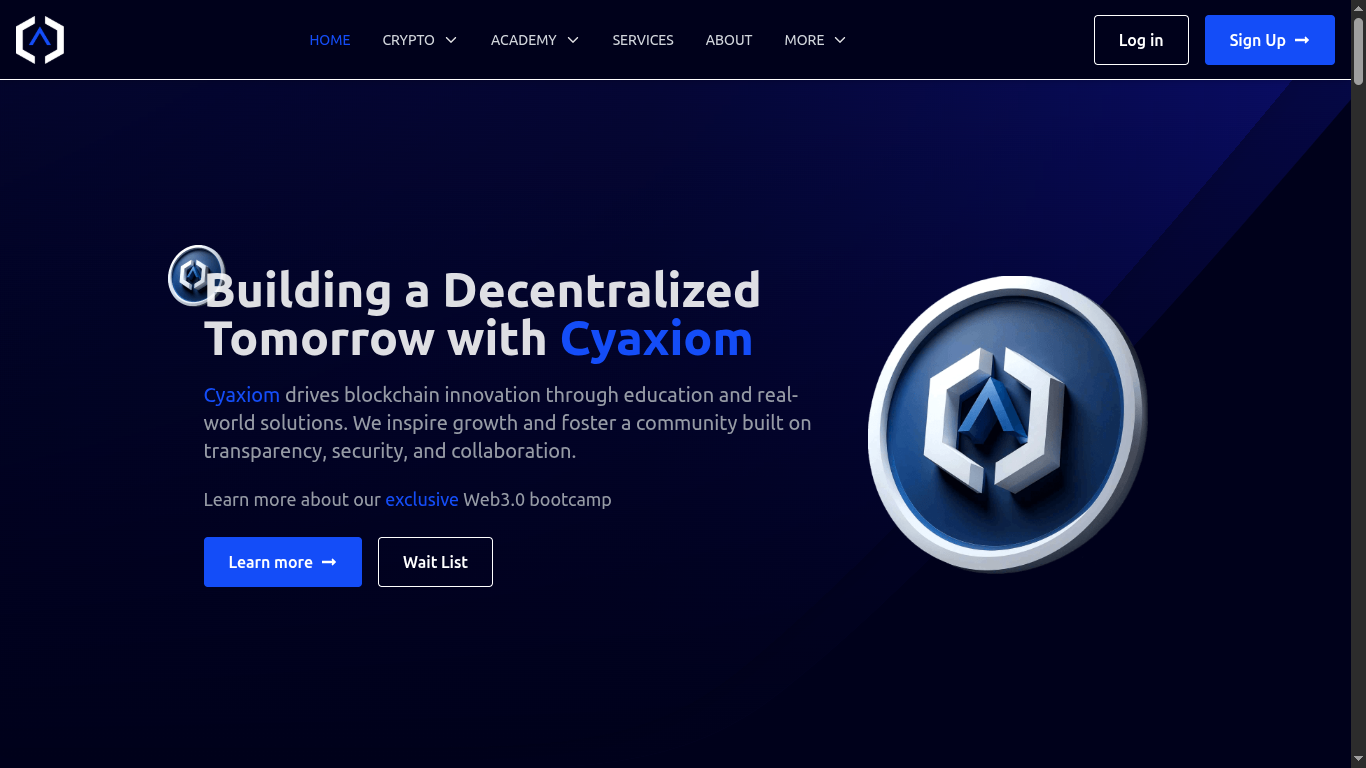 HOME CRYPTO ACADEMY SERVICES ABOUT MORE Log in Sign Up
Building a Decentralized
Tomorrow with Cyaxiom
Cyaxiom drives blockchain innovation through education and real-
world solutions. We inspire growth and foster a community built on
transparency, security, and collaboration.
Learn more about our exclusive Web3.0 bootcamp
Learn more Wait List